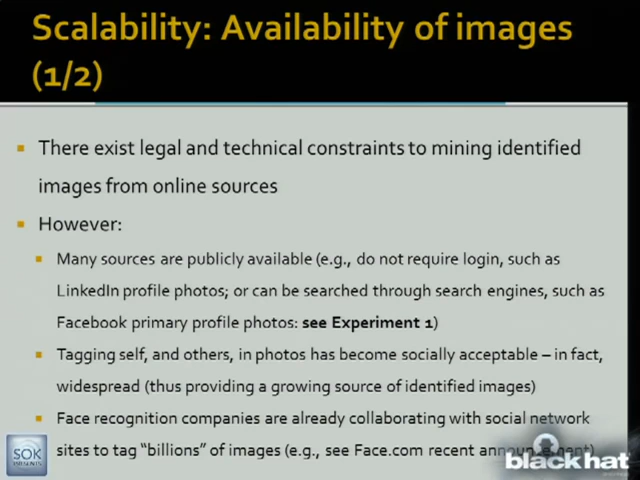 Scalability: Availability of images
(1/2)
There exist legal and technical constraints to mining identified
images from online sources
However:
Many sources are publicly available (e.g., do not require login, such as
LinkedIn profile photos; or can be searched through search engines, such as
Facebook primary profile photos: see Experiment 1)
Tagging self, and others, in photos has become socially acceptable – in fact,
widespread (thus providing a growing source of identified images)
Face recognition companies are already collaborating with social network
sites to tag “billions” of images (e.g., see Face.com recent announcement)
SOK
PRESENTS
black hat